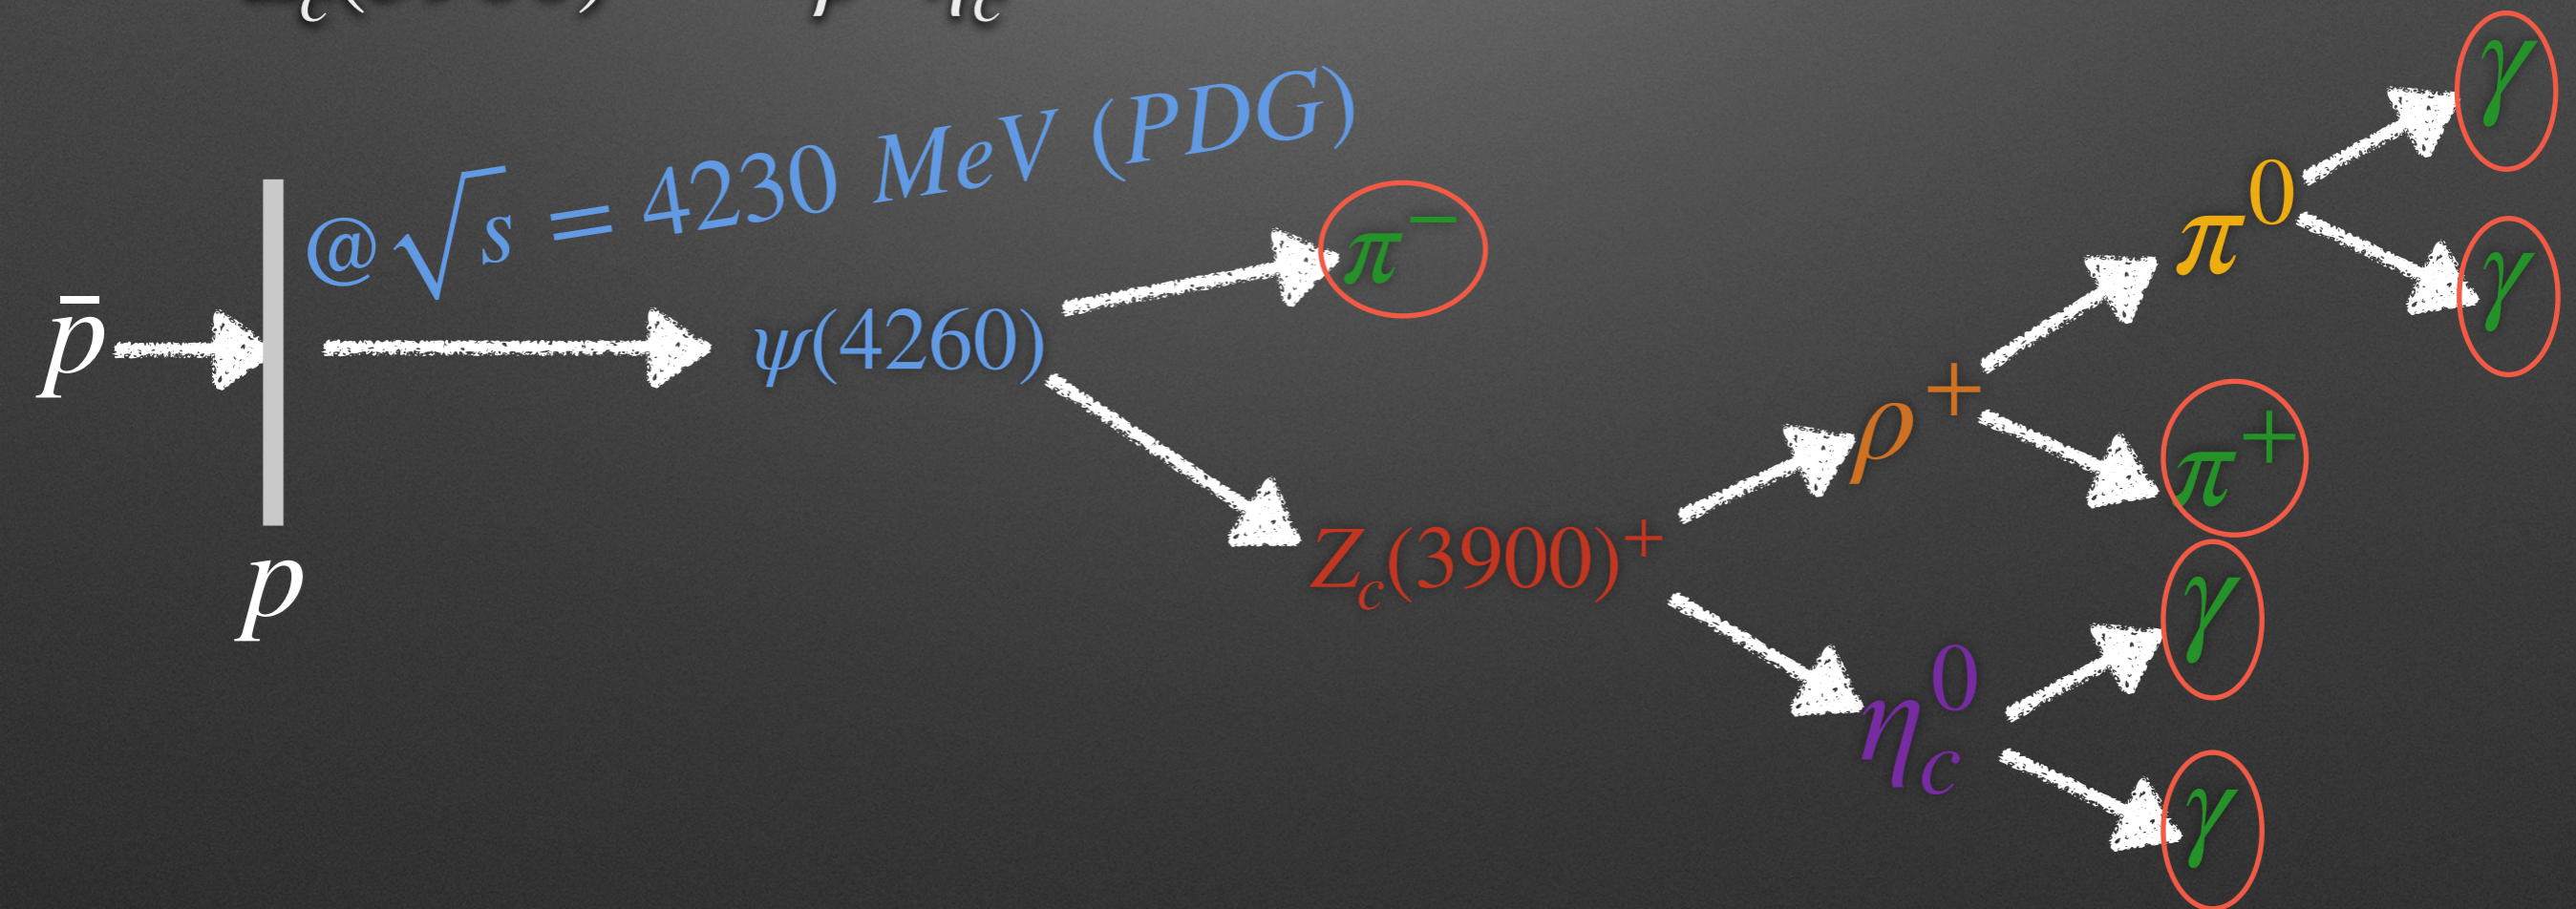 @√s = 4230 MeV (PDG)
p̄
p
ψ(4260)
π⁻
Z_c(3900)⁺
ρ⁺
η_c⁰
π⁰
π⁺
γ
γ
γ
γ